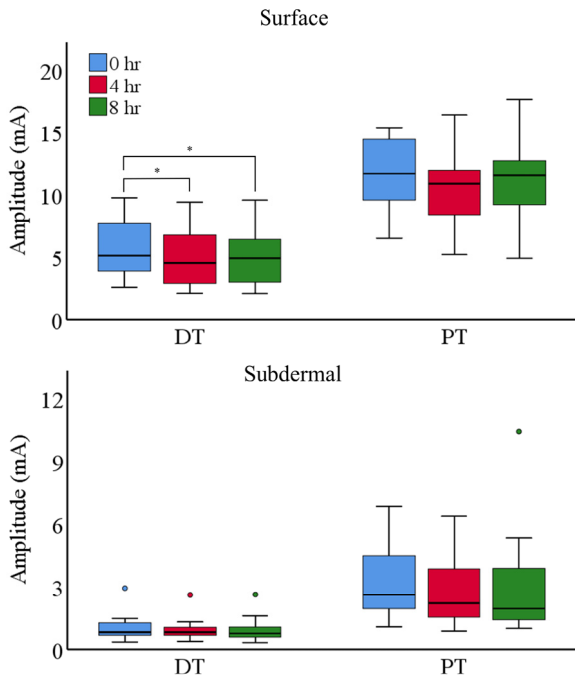 Surface
Amplitude (mA)
20
15
10
5
0
0 hr
4 hr
8 hr
*
*
DT PT
Subdermal
Amplitude (mA)
12
9
6
3
0
DT PT